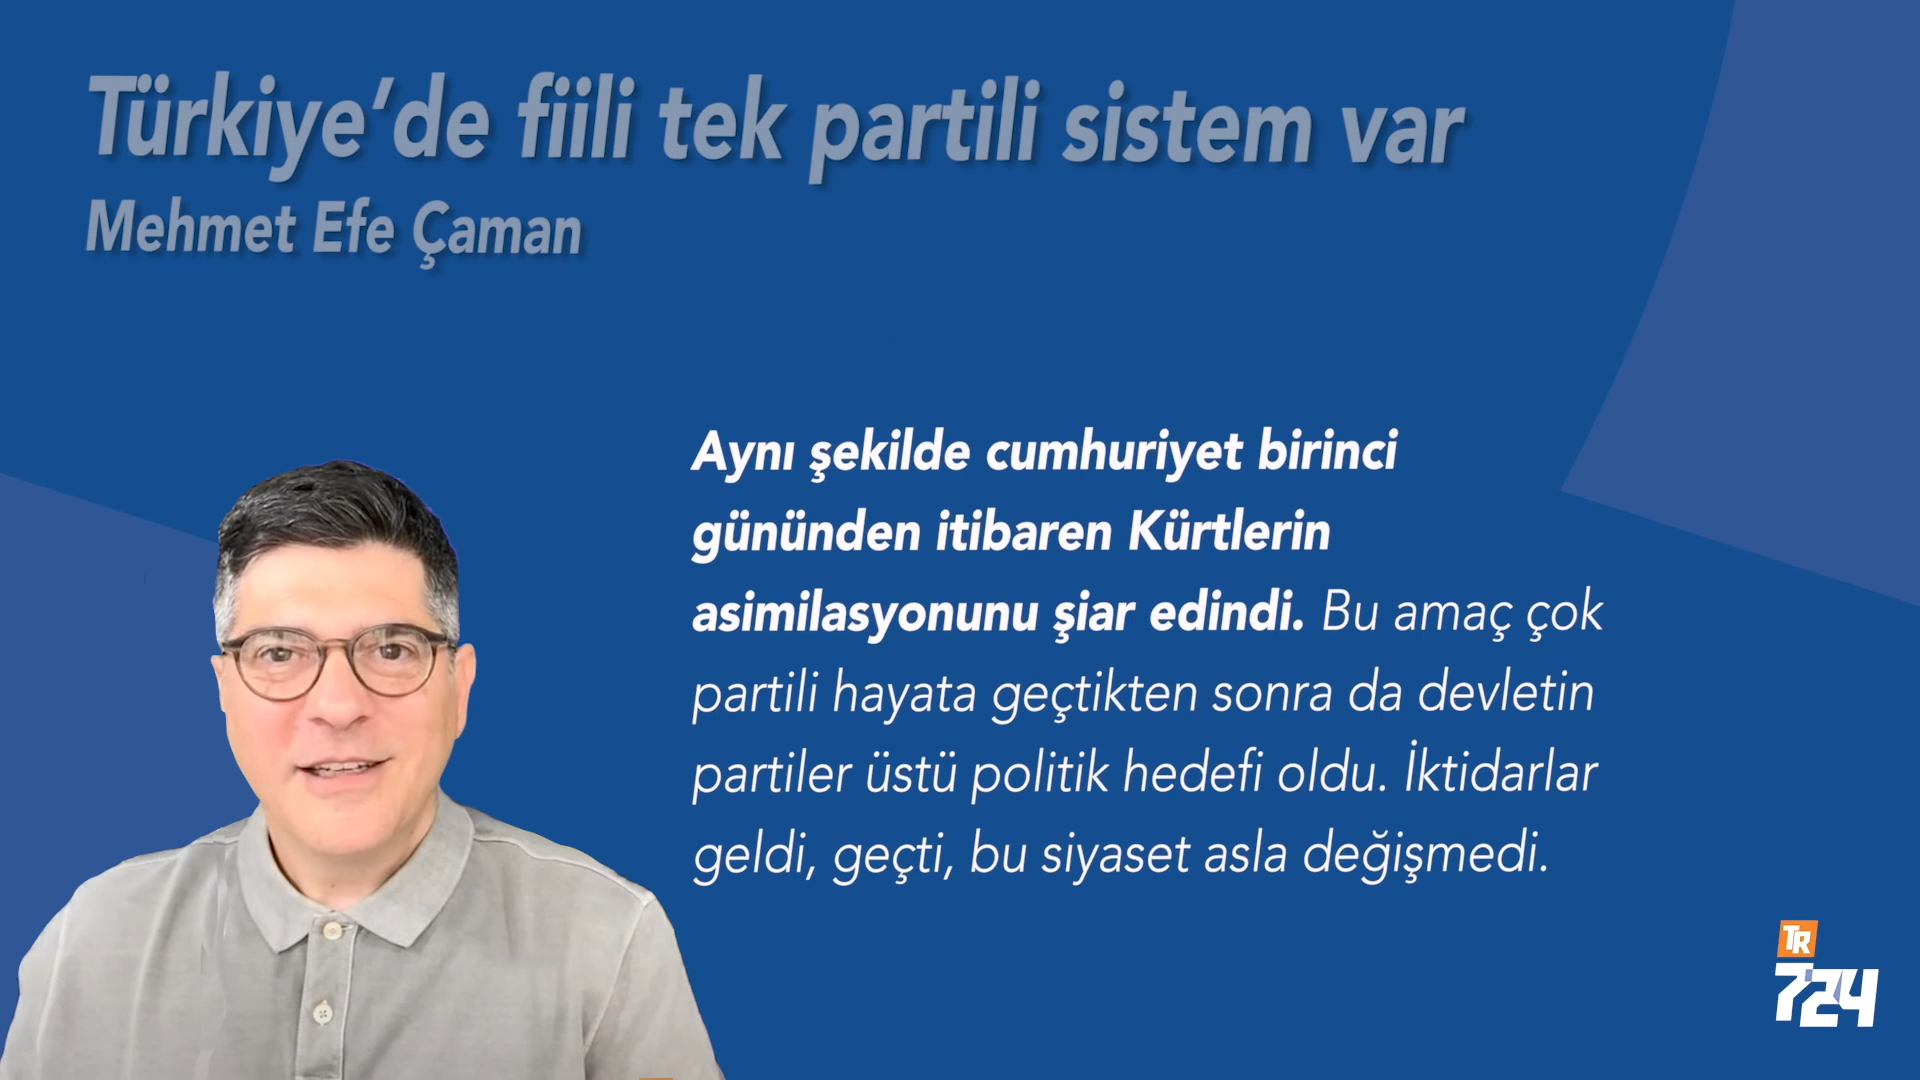 Türkiye’de fiili tek partili sistem var
Mehmet Efe Çaman
Aynı şekilde cumhuriyet birinci
gününden itibaren Kürtlerin
asimilasyonunu şiar edindi. Bu amaç çok
partili hayata geçtikten sonra da devletin
partiler üstü politik hedefi oldu. İktidarlar
geldi, geçti, bu siyaset asla değişmedi.
TR
724